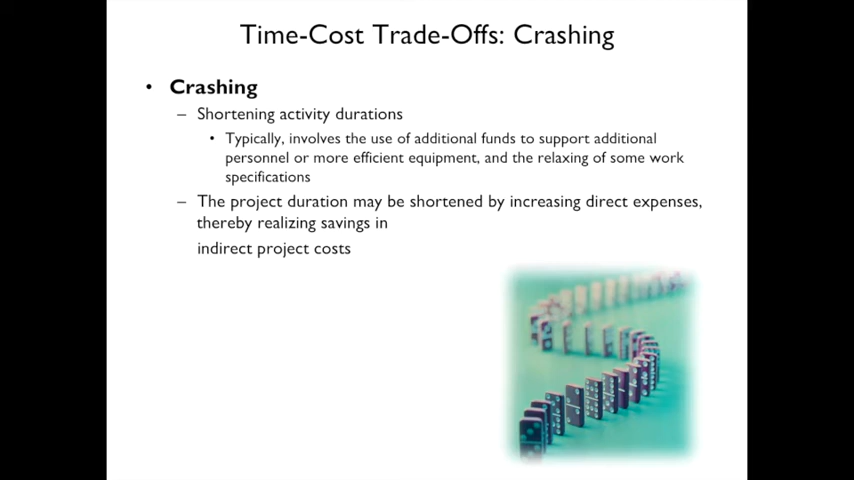 Time-Cost Trade-Offs: Crashing
• Crashing
– Shortening activity durations
• Typically, involves the use of additional funds to support additional
personnel or more efficient equipment, and the relaxing of some work
specifications
– The project duration may be shortened by increasing direct expenses,
thereby realizing savings in
indirect project costs